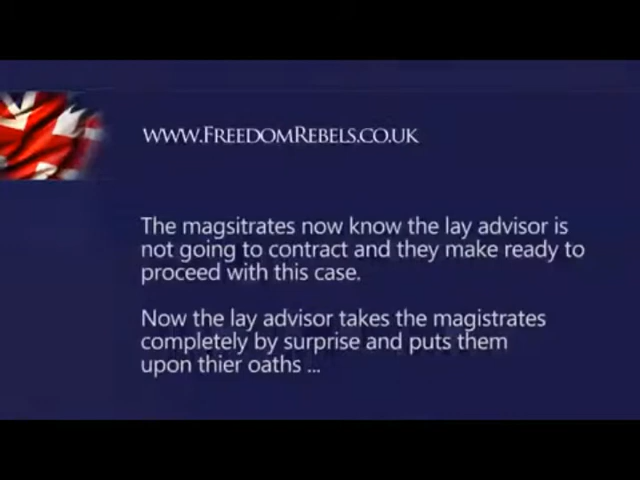 www.FreedomRebels.co.uk
The magsitrates now know the lay advisor is
not going to contract and they make ready to
proceed with this case.
Now the lay advisor takes the magistrates
completely by surprise and puts them
upon thier oaths ...